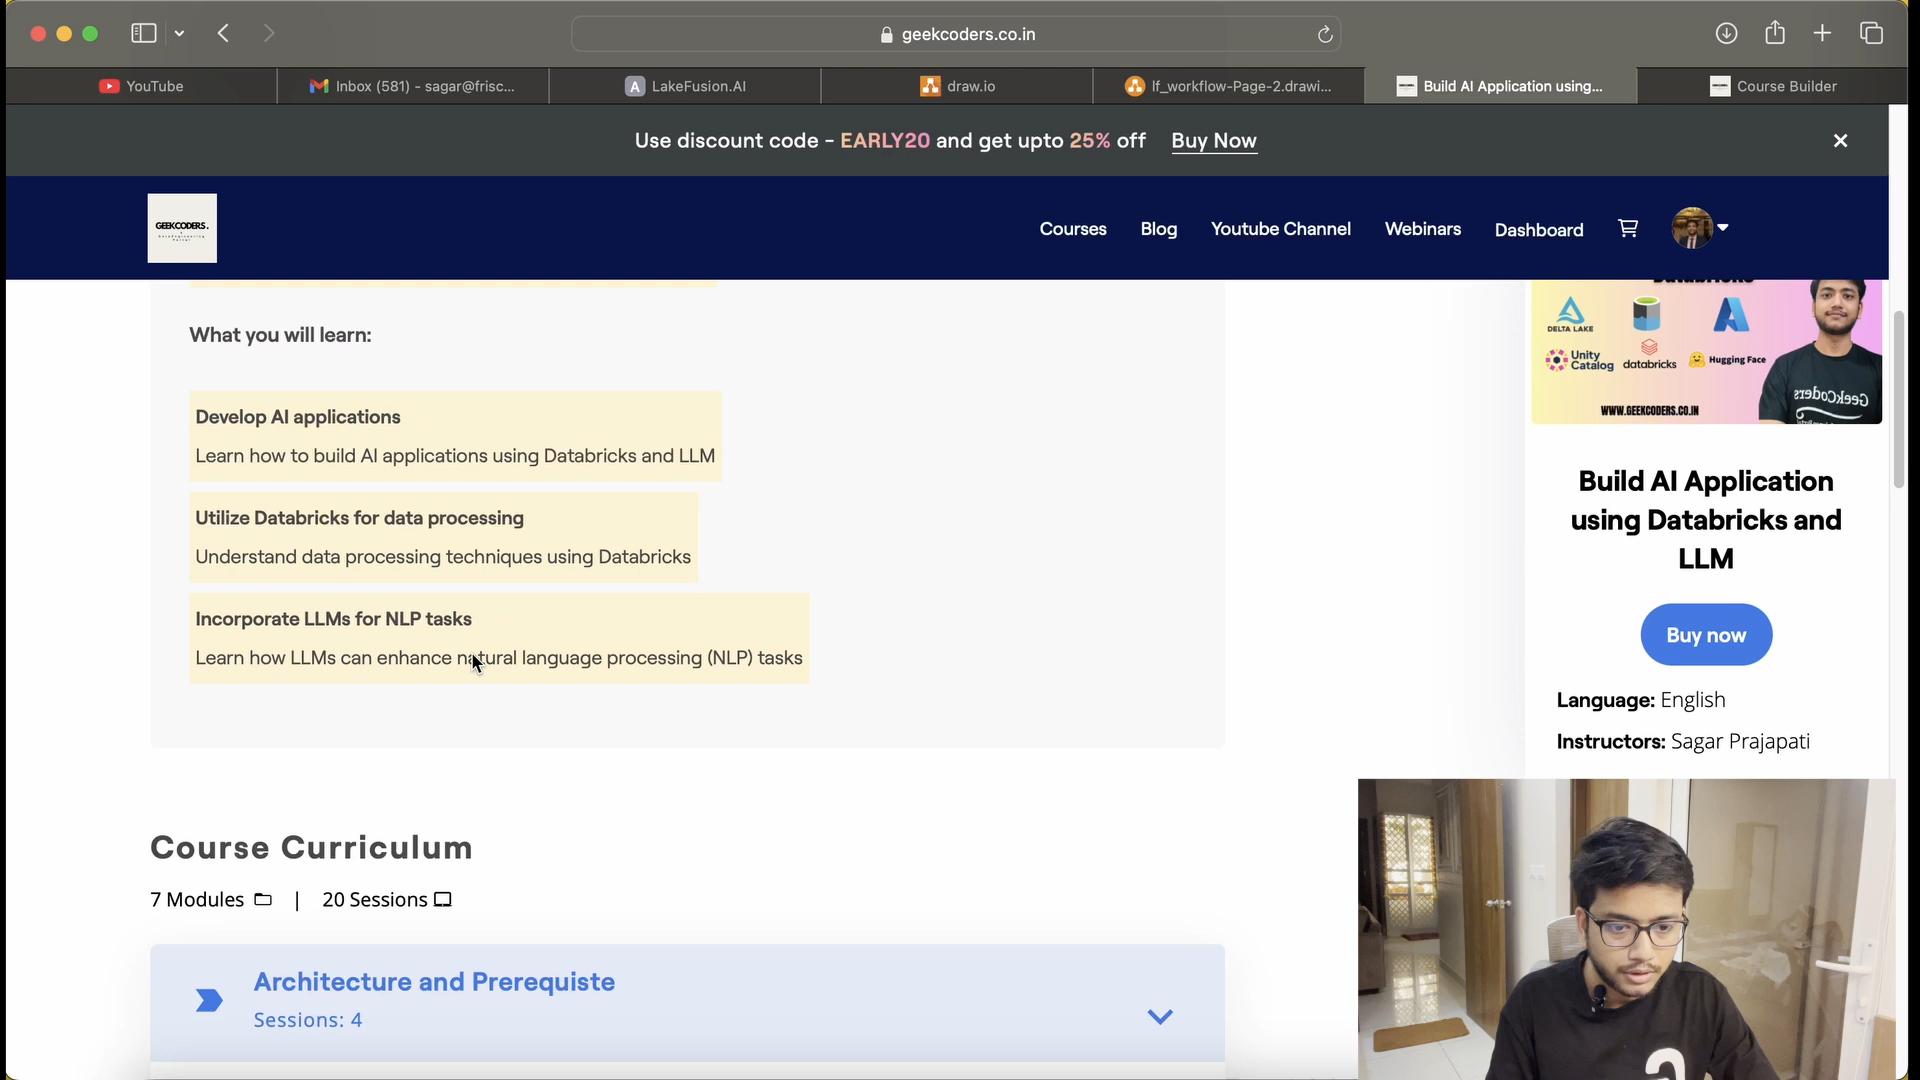 geekcoders.co.in
YouTube
Inbox (581) - sagar@frisc...
LakeFusion.AI
draw.io
lf_workflow-Page-2.drawi...
Build AI Application using...
Course Builder
Use discount code - EARLY20 and get upto 25% off Buy Now
GEEKCODERS.
Courses
Blog
Youtube Channel
Webinars
Dashboard
What you will learn:
Develop AI applications
Learn how to build AI applications using Databricks and LLM
Utilize Databricks for data processing
Understand data processing techniques using Databricks
Incorporate LLMs for NLP tasks
Learn how LLMs can enhance natural language processing (NLP) tasks
Course Curriculum
7 Modules | 20 Sessions
Architecture and Prerequiste
Sessions: 4
DELTA LAKE
Unity Catalog
databricks
Hugging Face
GeekCoders
WWW.GEEKCODERS.CO.IN
Build AI Application
using Databricks and
LLM
Buy now
Language: English
Instructors: Sagar Prajapati